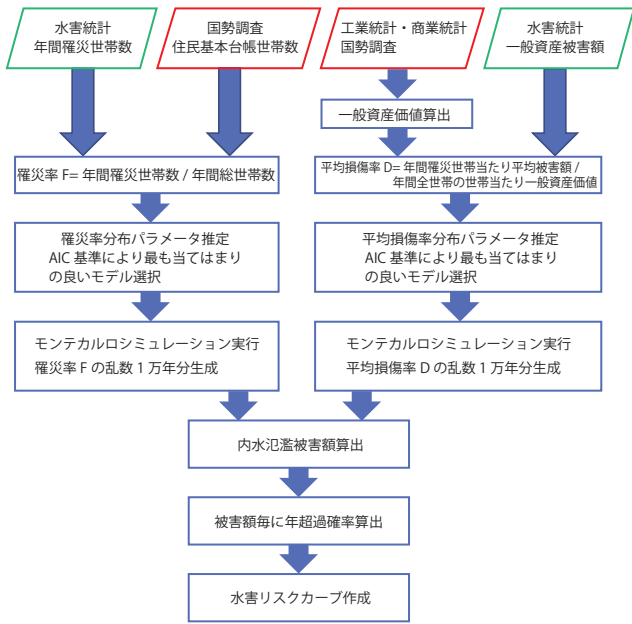 水害統計
年間罹災世帯数
国勢調査
住民基本台帳世帯数
工業統計・商業統計
国勢調査
水害統計
一般資産被害額
一般資産価値算出
罹災率 F= 年間罹災世帯数 / 年間総世帯数
平均損傷率 D= 年間罹災世帯当たり平均被害額 /
年間全世帯の世帯当たり一般資産価値
罹災率分布パラメータ推定
AIC 基準により最も当てはまり
の良いモデル選択
平均損傷率分布パラメータ推定
AIC 基準により最も当てはまり
の良いモデル選択
モンテカルロシミュレーション実行
罹災率 F の乱数 1 万年分生成
モンテカルロシミュレーション実行
平均損傷率 D の乱数 1 万年分生成
内水氾濫被害額算出
被害額毎に年超過確率算出
水害リスクカーブ作成